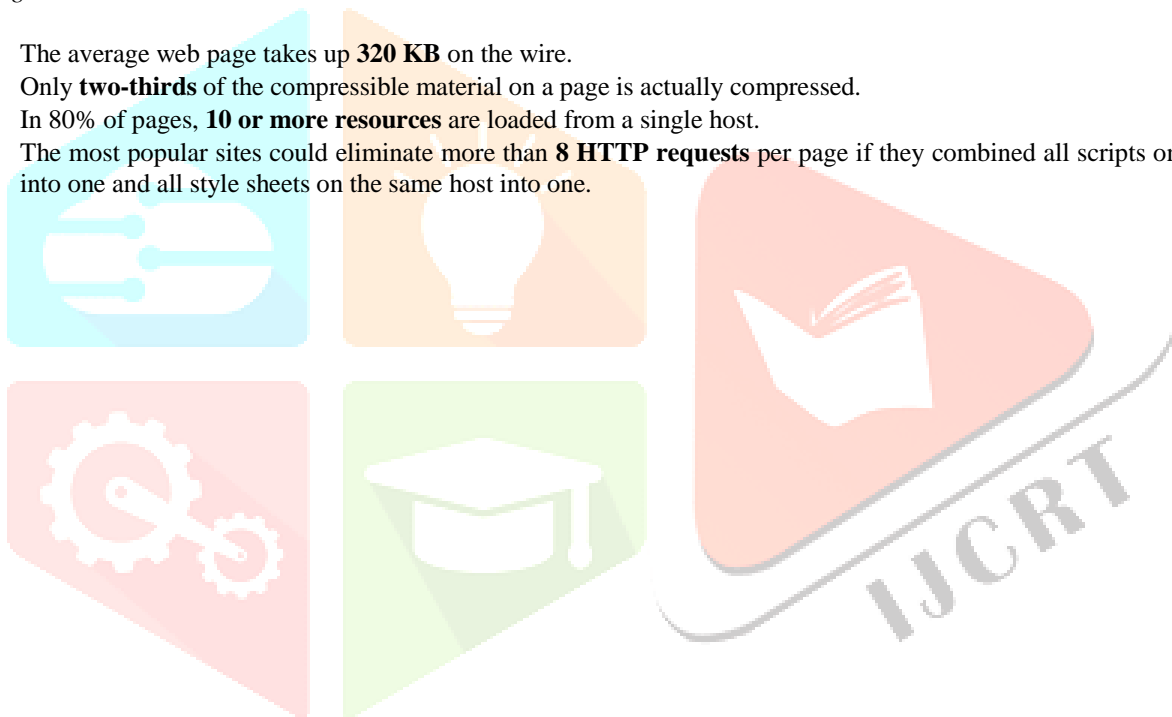 The average web page takes up 320 KB on the wire.
Only two-thirds of the compressible material on a page is actually compressed.
In 80% of pages, 10 or more resources are loaded from a single host.
The most popular sites could eliminate more than 8 HTTP requests per page if they combined all scripts
into one and all style sheets on the same host into one.
IJCRT